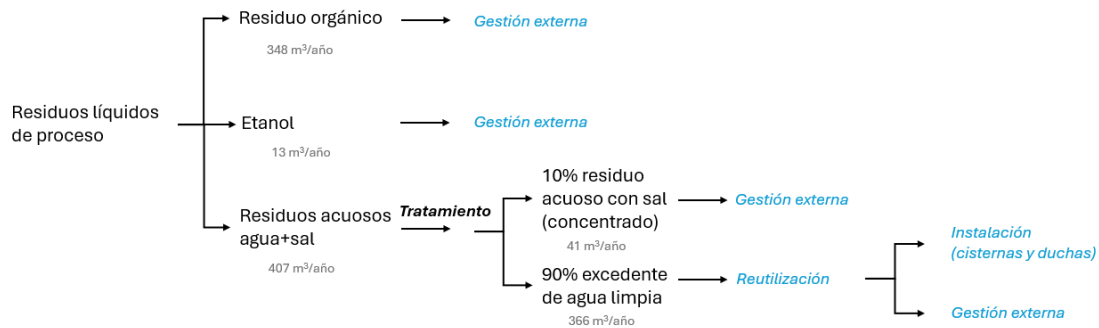 Residuos líquidos
de proceso
Residuo orgánico
348 m³/año
Gestión externa
Etanol
13 m³/año
Gestión externa
Residuos acuosos
agua+sal
407 m³/año
Tratamiento
10% residuo
acuoso con sal
(concentrado)
41 m³/año
Gestión externa
90% excedente
de agua limpia
366 m³/año
Reutilización
Instalación
(cisternas y duchas)
Gestión externa